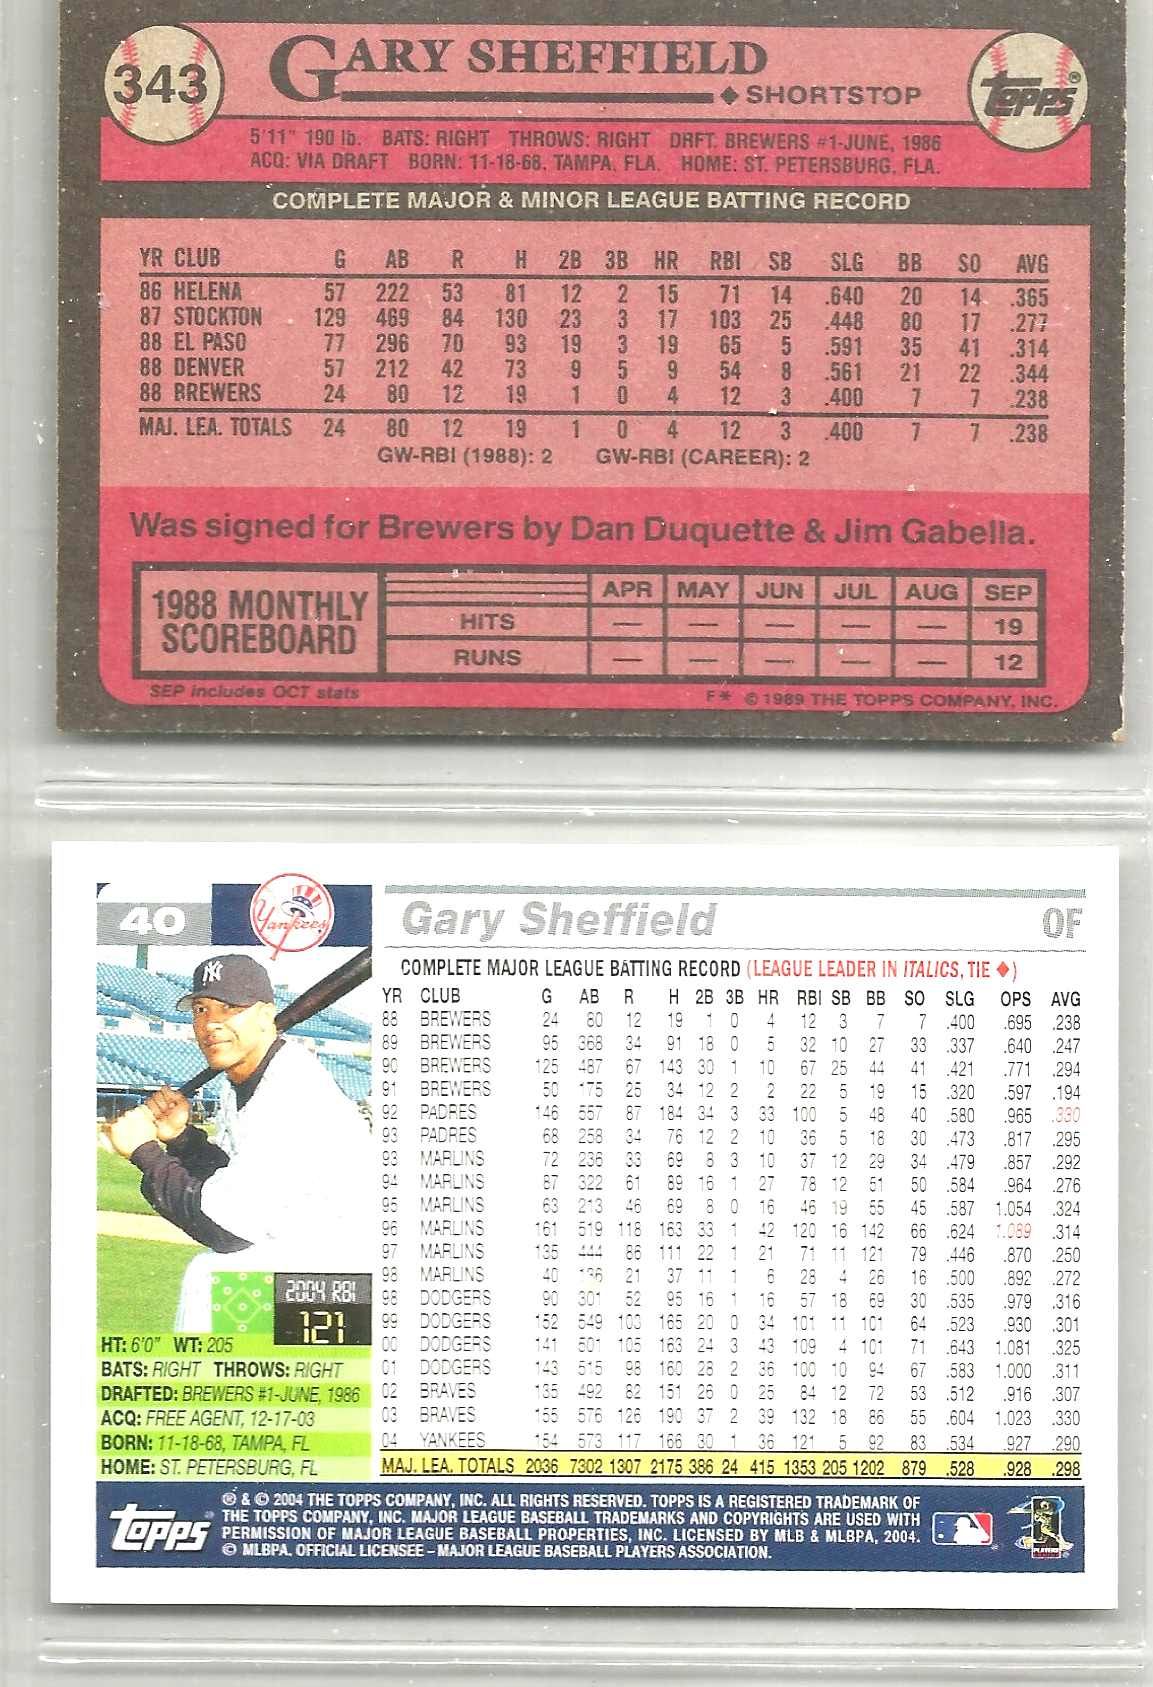 343
GARY SHEFFIELD
◆ SHORTSTOP
TOPPS®
5'11" 190 lb. BATS: RIGHT THROWS: RIGHT DRFT. BREWERS #1-JUNE, 1986
ACQ: VIA DRAFT BORN: 11-18-68, TAMPA, FLA. HOME: ST. PETERSBURG, FLA.
COMPLETE MAJOR & MINOR LEAGUE BATTING RECORD
YR CLUB G AB R H 2B 3B HR RBI SB SLG BB SO AVG
86 HELENA 57 222 53 81 12 2 15 71 14 .640 20 14 .365
87 STOCKTON 129 469 84 130 23 3 17 103 25 .448 80 17 .277
88 EL PASO 77 296 70 93 19 3 19 65 5 .591 35 41 .314
88 DENVER 57 212 42 73 9 5 9 54 8 .561 21 22 .344
88 BREWERS 24 80 12 19 1 0 4 12 3 .400 7 7 .238
MAJ. LEA. TOTALS 24 80 12 19 1 0 4 12 3 .400 7 7 .238
GW-RBI (1988): 2 GW-RBI (CAREER): 2
Was signed for Brewers by Dan Duquette & Jim Gabella.
1988 MONTHLY SCOREBOARD
APR MAY JUN JUL AUG SEP
HITS — — — — — 19
RUNS — — — — — 12
SEP includes OCT stats
F* © 1989 THE TOPPS COMPANY, INC.
40
Yankees
Gary Sheffield
OF
COMPLETE MAJOR LEAGUE BATTING RECORD (LEAGUE LEADER IN ITALICS, TIE ◆)
YR CLUB G AB R H 2B 3B HR RBI SB BB SO SLG OPS AVG
88 BREWERS 24 80 12 19 1 0 4 12 3 7 7 .400 .695 .238
89 BREWERS 95 368 34 91 18 0 5 32 10 27 33 .337 .640 .247
90 BREWERS 125 487 67 143 30 1 10 67 25 44 41 .421 .771 .294
91 BREWERS 50 175 25 34 12 2 2 22 5 19 15 .320 .597 .194
92 PADRES 146 557 87 184 34 3 33 100 5 48 40 .580 .965 .330
93 PADRES 68 258 34 76 12 2 10 36 5 18 30 .473 .817 .295
93 MARLINS 72 236 33 69 8 3 10 37 12 29 34 .479 .857 .292
94 MARLINS 87 322 61 89 16 1 27 78 12 51 50 .584 .964 .276
95 MARLINS 63 213 46 69 8 0 16 46 19 55 45 .587 1.054 .324
96 MARLINS 161 519 118 163 33 1 42 120 16 142 66 .624 1.089 .314
97 MARLINS 135 444 86 111 22 1 21 71 11 121 79 .446 .870 .250
98 MARLINS 40 136 21 37 11 1 6 28 4 26 16 .500 .892 .272
98 DODGERS 90 301 52 95 16 1 16 57 18 69 30 .535 .979 .316
99 DODGERS 152 549 103 165 20 0 34 101 11 101 64 .523 .930 .301
00 DODGERS 141 501 105 163 24 3 43 109 4 101 71 .643 1.081 .325
01 DODGERS 143 515 98 160 28 2 36 100 10 94 67 .583 1.000 .311
02 BRAVES 135 492 82 151 26 0 25 84 12 72 53 .512 .916 .307
03 BRAVES 155 576 126 190 37 2 39 132 18 86 55 .604 1.023 .330
04 YANKEES 154 573 117 166 30 1 36 121 5 92 83 .534 .927 .290
MAJ. LEA. TOTALS 2036 7302 1307 2175 386 24 415 1353 205 1202 879 .528 .928 .298
NY
2004 RBI
121
HT: 6'0" WT: 205
BATS: RIGHT THROWS: RIGHT
DRAFTED: BREWERS #1-JUNE, 1986
ACQ: FREE AGENT, 12-17-03
BORN: 11-18-68, TAMPA, FL
HOME: ST. PETERSBURG, FL
TOPPS®
® & © 2004 THE TOPPS COMPANY, INC. ALL RIGHTS RESERVED. TOPPS IS A REGISTERED TRADEMARK OF
THE TOPPS COMPANY, INC. MAJOR LEAGUE BASEBALL TRADEMARKS AND COPYRIGHTS ARE USED WITH
PERMISSION OF MAJOR LEAGUE BASEBALL PROPERTIES, INC. LICENSED BY MLB & MLBPA, 2004.
© MLBPA. OFFICIAL LICENSEE – MAJOR LEAGUE BASEBALL PLAYERS ASSOCIATION.